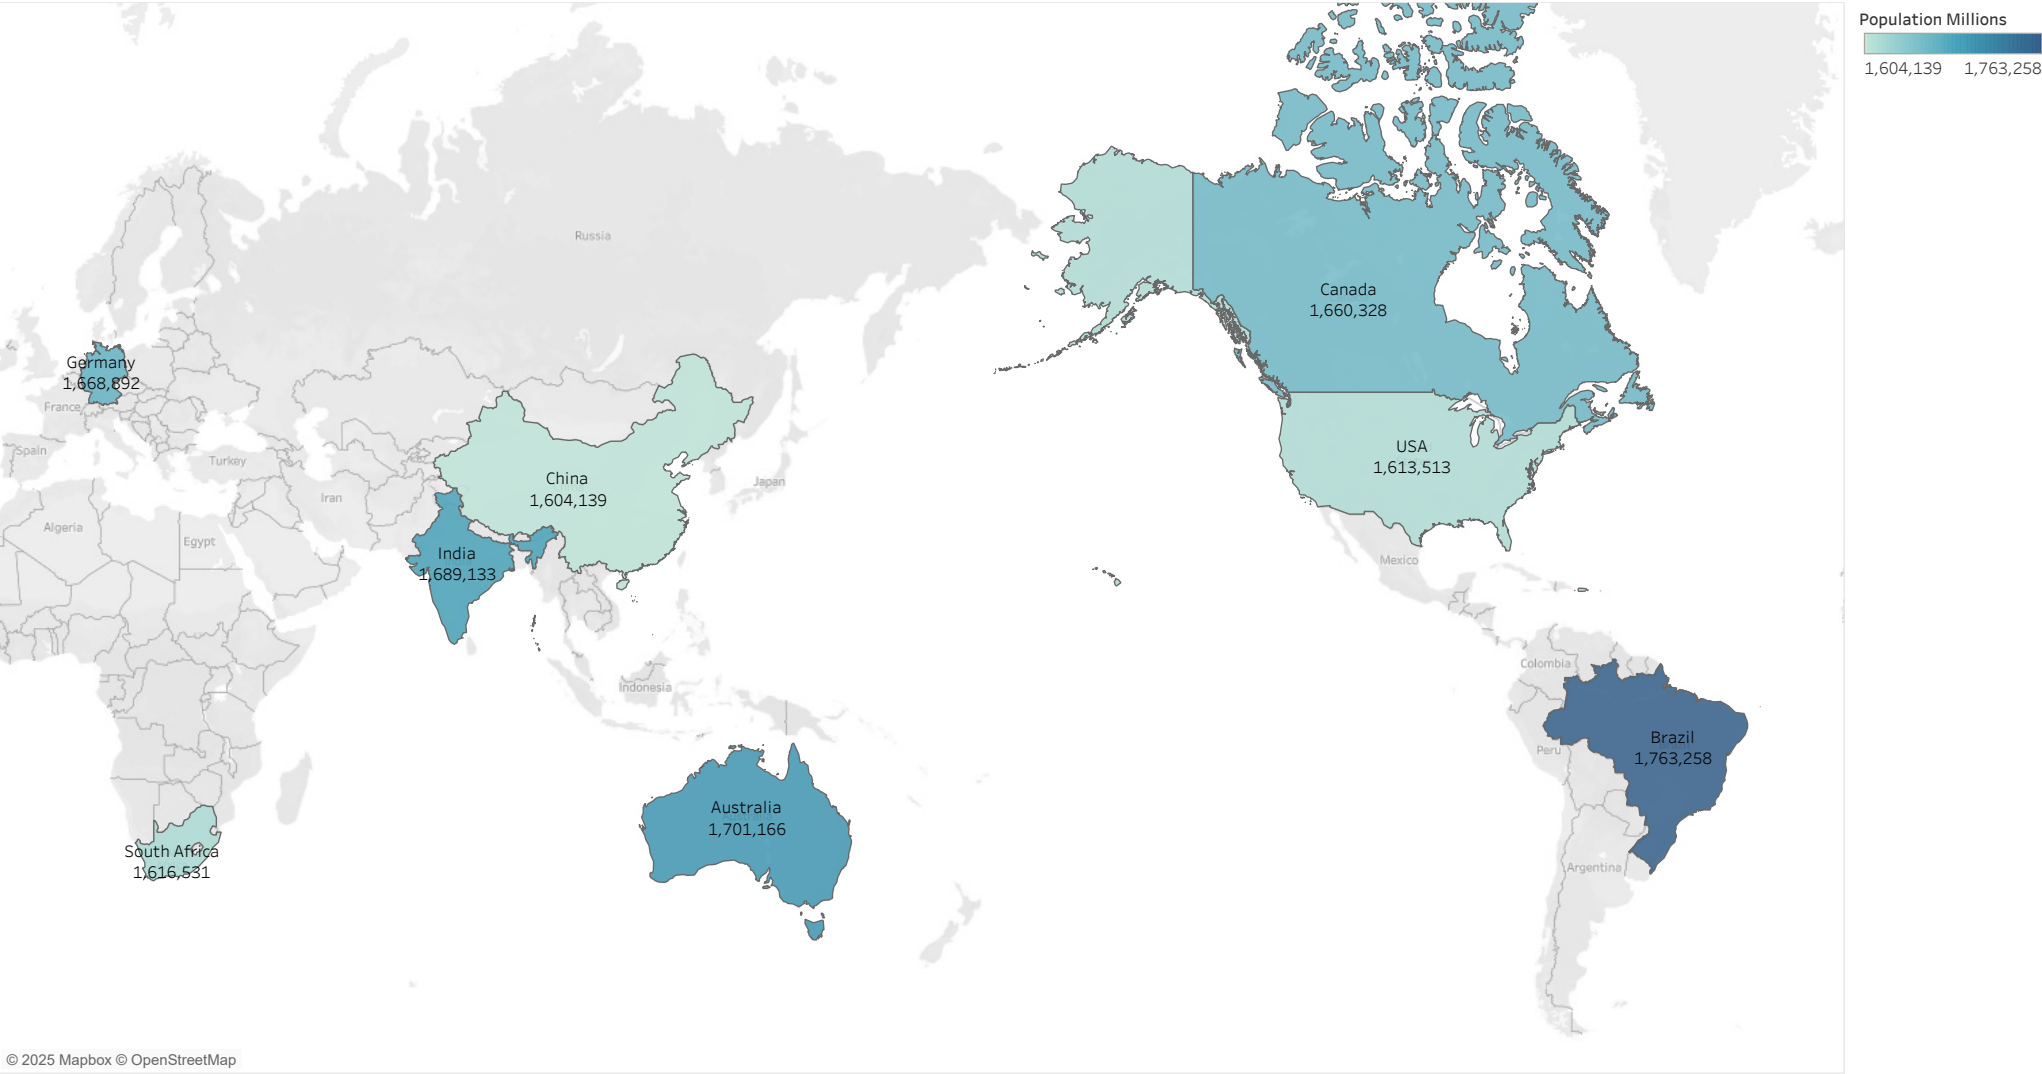 Population Millions
1,604,139 1,763,258
Russia
Canada
1,660,328
Germany
1,668,892
France
Spain
Turkey
USA
1,613,513
China
1,604,139
Japan
Iran
Algeria
Egypt
India
1,689,133
Mexico
Colombia
Indonesia
Brazil
1,763,258
Peru
Australia
1,701,166
South Africa
1,616,531
Argentina
© 2025 Mapbox © OpenStreetMap